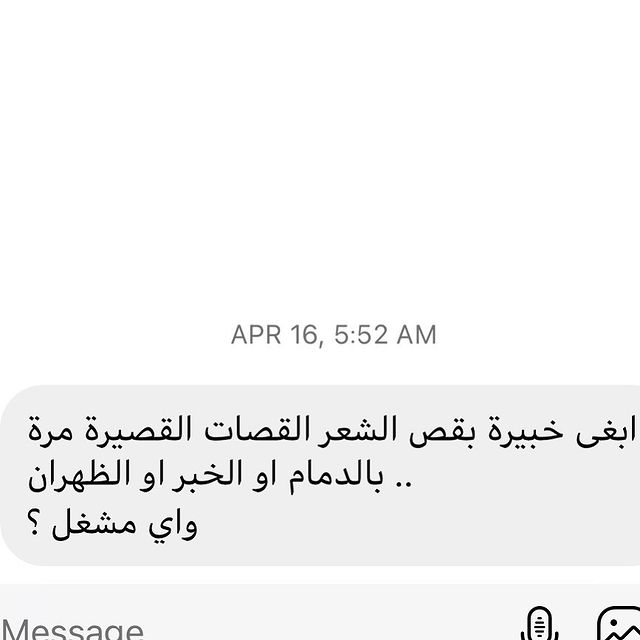 APR 16, 5:52 AM
ابغى خبيرة بقص الشعر القصات القصيرة مرة
.. بالدمام او الخبر او الظهران
واي مشغل ؟
Message